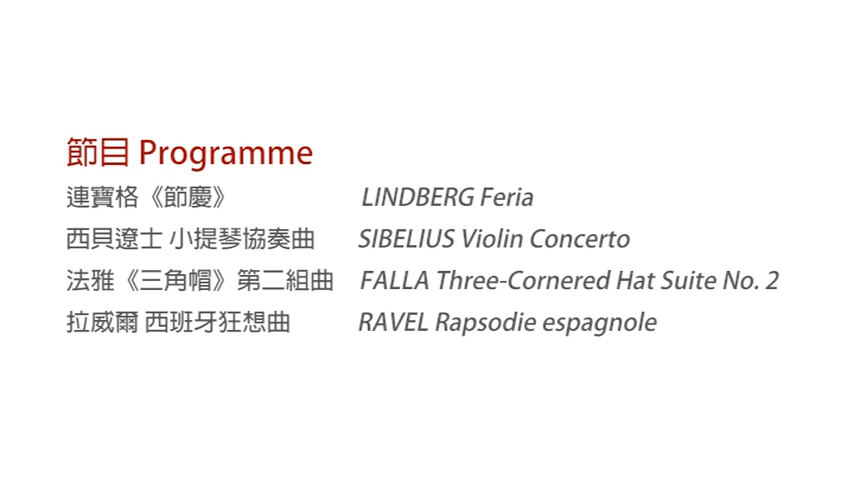 節目 Programme
連寶格《節慶》 LINDBERG Feria
西貝遼士 小提琴協奏曲 SIBELIUS Violin Concerto
法雅《三角帽》第二組曲 FALLA Three-Cornered Hat Suite No. 2
拉威爾 西班牙狂想曲 RAVEL Rapsodie espagnole